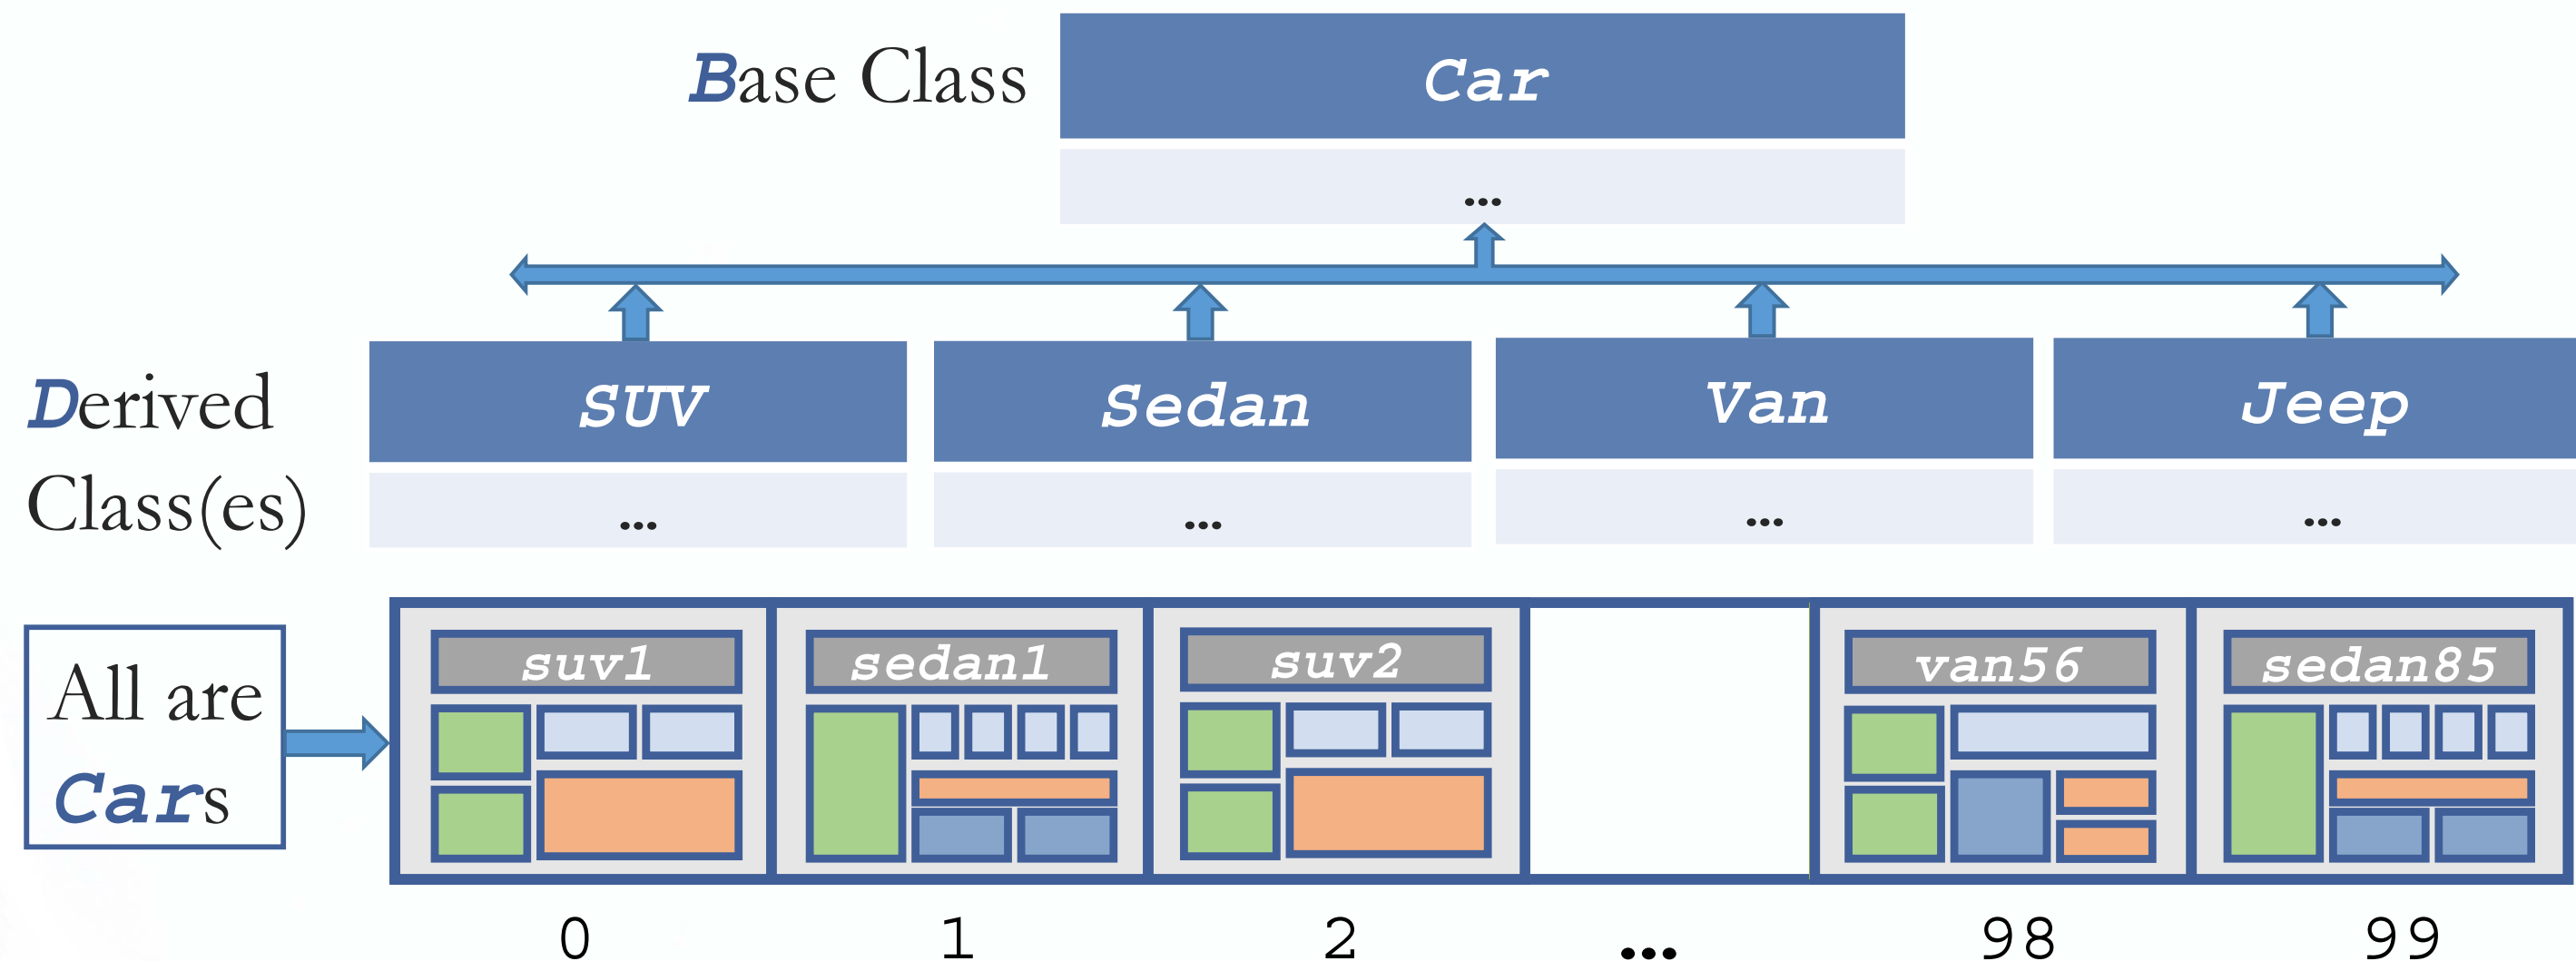 Base Class
Car
...
Derived
Class(es)
SUV
Sedan
Van
Jeep
...
...
...
...
All are
Cars
suv1
sedan1
suv2
van56
sedan85
0
1
2
...
98
99